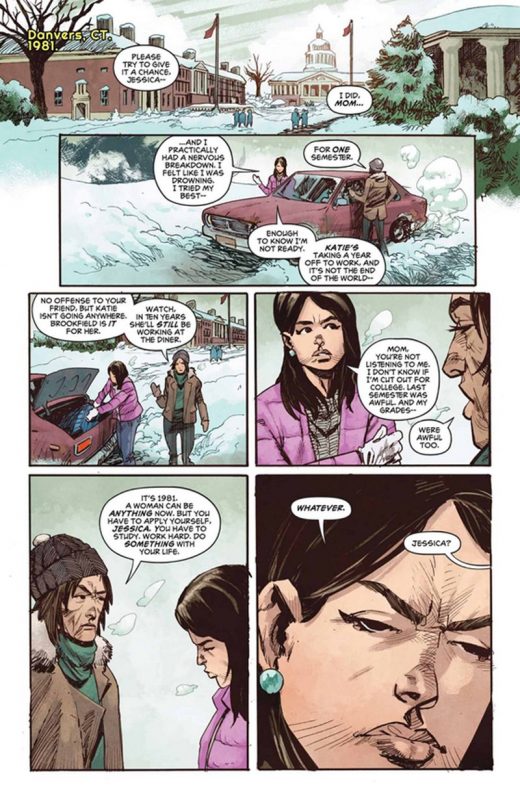 Danvers, CT.
1981.
PLEASE
TRY TO GIVE
IT A CHANCE,
JESSICA--
I DID,
MOM...
...AND I
PRACTICALLY
HAD A NERVOUS
BREAKDOWN. I
FELT LIKE I WAS
DROWNING.
I TRIED MY
BEST--
FOR ONE
SEMESTER.
ENOUGH
TO KNOW I'M
NOT READY.
KATIE'S
TAKING A YEAR
OFF TO WORK, AND
IT'S NOT THE END
OF THE WORLD--
NO OFFENSE TO YOUR
FRIEND, BUT KATIE
ISN'T GOING ANYWHERE.
BROOKFIELD IS IT
FOR HER.
WATCH,
IN TEN YEARS
SHE'LL STILL BE
WORKING AT
THE DINER.
MOM,
YOU'RE NOT
LISTENING TO ME.
I DON'T KNOW IF
I'M CUT OUT FOR
COLLEGE. LAST
SEMESTER WAS
AWFUL. AND MY
GRADES--
WERE
AWFUL
TOO.
IT'S 1981.
A WOMAN CAN BE
ANYTHING NOW. BUT YOU
HAVE TO APPLY YOURSELF,
JESSICA. YOU HAVE TO
STUDY. WORK HARD. DO
SOMETHING WITH
YOUR LIFE.
WHATEVER.
JESSICA?